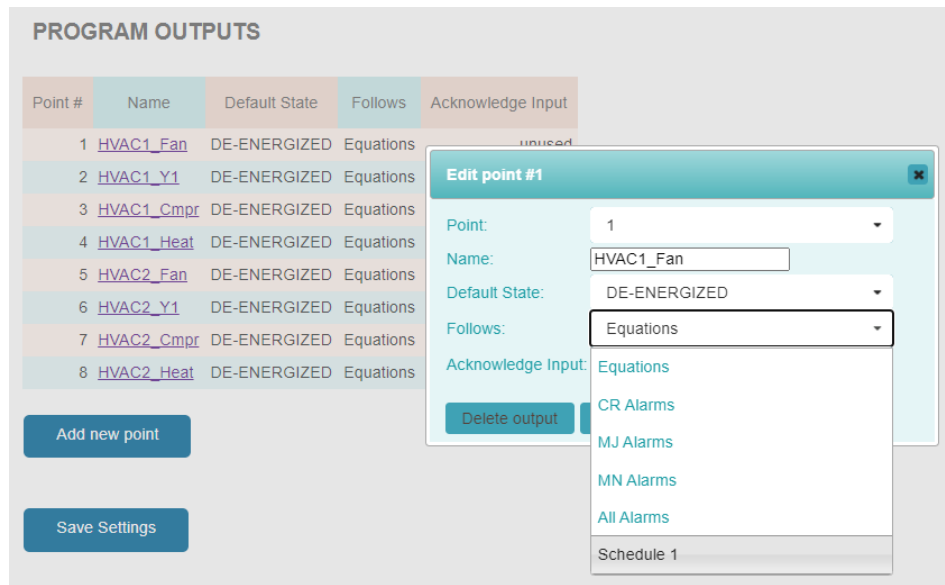 PROGRAM OUTPUTS
Point # Name Default State Follows Acknowledge Input
1 HVAC1_Fan DE-ENERGIZED Equations unused
2 HVAC1_Y1 DE-ENERGIZED Equations
3 HVAC1_Cmpr DE-ENERGIZED Equations
4 HVAC1_Heat DE-ENERGIZED Equations
5 HVAC2_Fan DE-ENERGIZED Equations
6 HVAC2_Y1 DE-ENERGIZED Equations
7 HVAC2_Cmpr DE-ENERGIZED Equations
8 HVAC2_Heat DE-ENERGIZED Equations
Add new point
Save Settings
Edit point #1
Point: 1
Name: HVAC1_Fan
Default State: DE-ENERGIZED
Follows: Equations
Acknowledge Input:
Equations
CR Alarms
MJ Alarms
MN Alarms
All Alarms
Schedule 1
Delete output